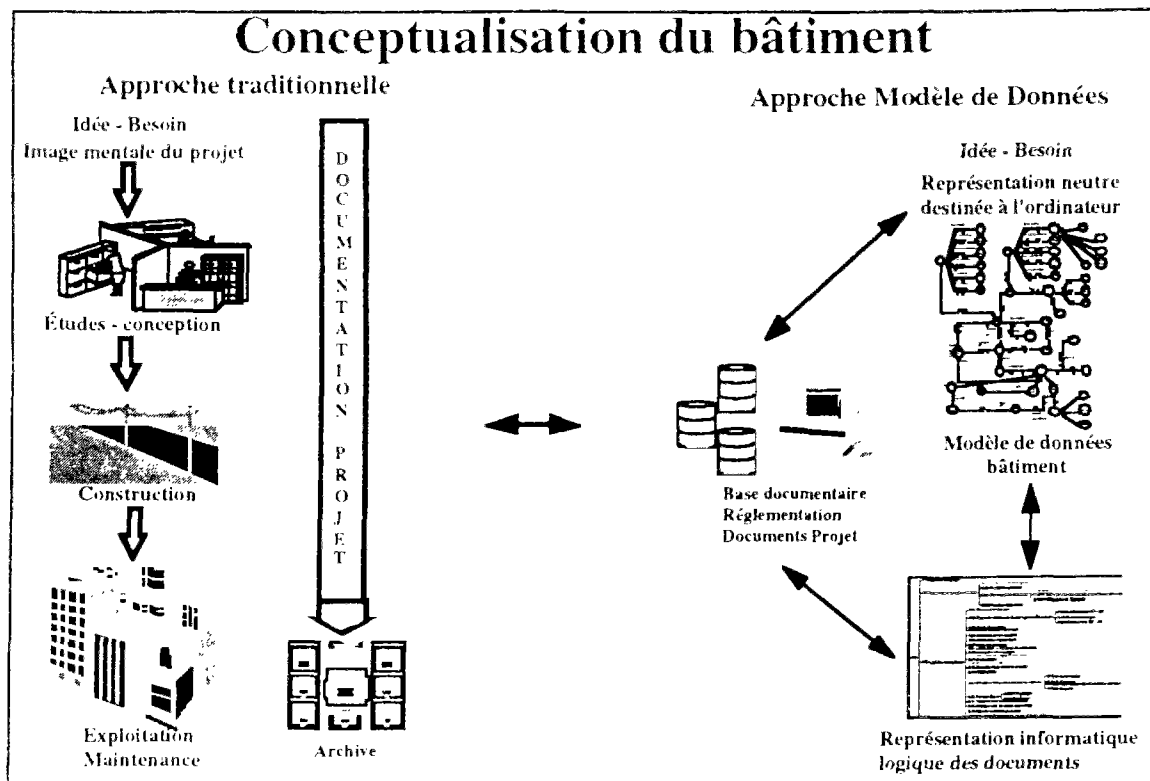 Conceptualisation du bâtiment
Approche traditionnelle
Idée - Besoin
Image mentale du projet
Études - conception
Construction
Exploitation
Maintenance
DOCUMENTATION PROJET
Archive
Approche Modèle de Données
Idée - Besoin
Représentation neutre
destinée à l'ordinateur
Modèle de données
bâtiment
Base documentaire
Réglementation
Documents Projet
Représentation informatique
logique des documents